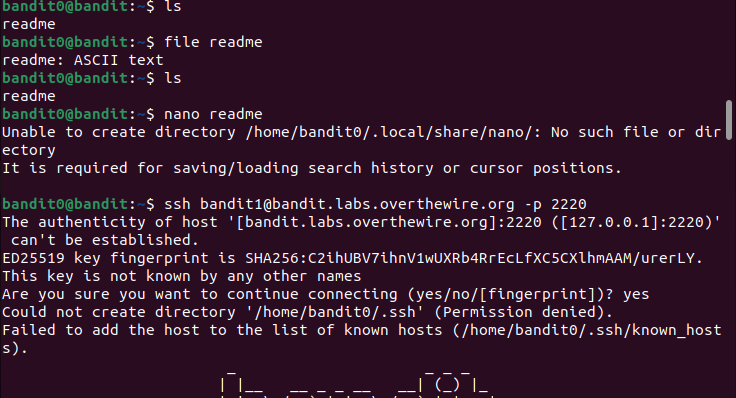 bandit0@bandit:~$ ls
readme
bandit0@bandit:~$ file readme
readme: ASCII text
bandit0@bandit:~$ ls
readme
bandit0@bandit:~$ nano readme
Unable to create directory /home/bandit0/.local/share/nano/: No such file or dir
ectory
It is required for saving/loading search history or cursor positions.
bandit0@bandit:~$ ssh bandit1@bandit.labs.overthewire.org -p 2220
The authenticity of host '[bandit.labs.overthewire.org]:2220 ([127.0.0.1]:2220)'
can't be established.
ED25519 key fingerprint is SHA256:C2ihUBV7ihnV1wUXRb4RrEcLfXC5CXlhmAAM/urerLY.
This key is not known by any other names
Are you sure you want to continue connecting (yes/no/[fingerprint])? yes
Could not create directory '/home/bandit0/.ssh' (Permission denied).
Failed to add the host to the list of known hosts (/home/bandit0/.ssh/known_host
s).